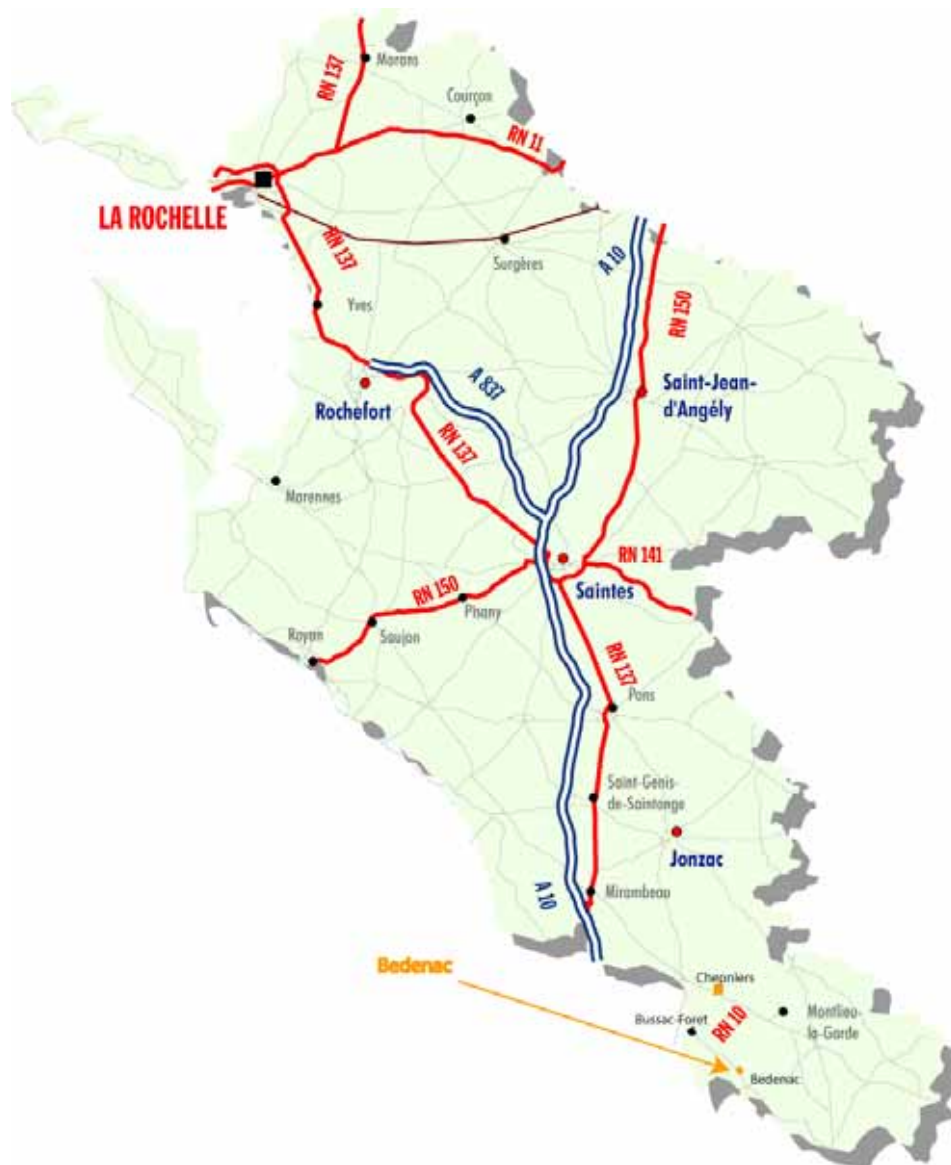 Marans
RN 137
Courçon
RN 11
LA ROCHELLE
RN 137
Surgères
A 10
Yves
RN 150
A 837
Saint-Jean-
d'Angély
Rochefort
RN 137
Marennes
RN 141
RN 150
Saintes
Pisany
Saujon
Royan
RN 137
Pons
Saint-Genis-
de-Saintonge
Jonzac
A 10
Mirambeau
Bedenac
Chepniers
Montlieu-
la-Garde
RN 10
Bussac-Foret
Bedenac